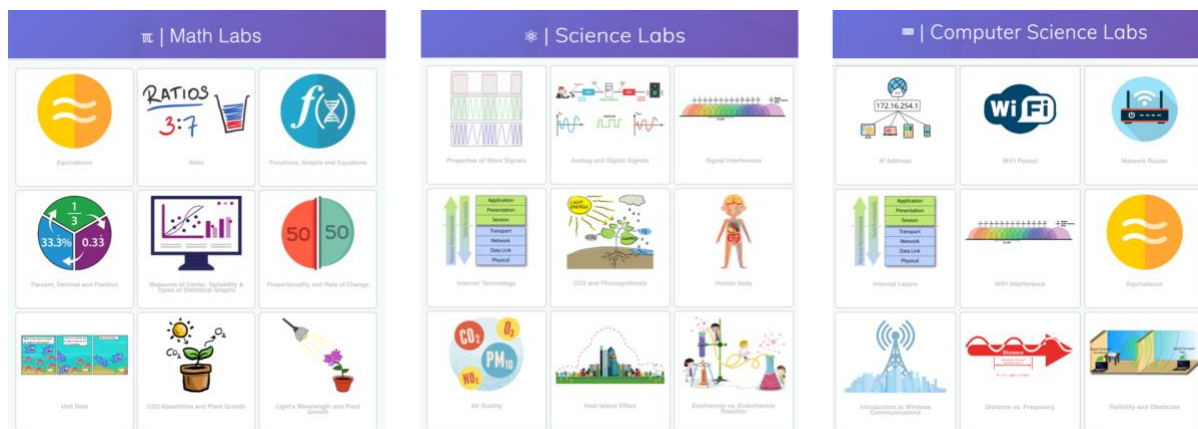 π | Math Labs
Equivalence
RATIOS
3:7
Ratio
f(x)
Functions, Graphs and Equations
1
3
33.3%
0.33
Percent, Decimal and Fraction
Measures of Center, Variability &
Types of Statistical Graphs
50 50
Proportionality and Rate of Change
Unit Rate
CO₂
O₂
CO2 Absorbtion and Plant Growth
Light's Wavelength and Plant
Growth
| Science Labs
Properties of Wave Signals
Analog and Digital Signals
Signal Interference
Application
Presentation
Session
Transport
Network
Data Link
Physical
Internet Technology
LIGHT
ENERGY
CO2 and Photosynthesis
Human body
CO₂
O₃
PM₁₀
NO₂
Air Quality
Heat Island Effect
Exothermic vs. Endothermic
Reaction
| Computer Science Labs
172.16.254.1
IP Address
WiFi
WiFi Packet
Network Router
Application
Presentation
Session
Transport
Network
Data Link
Physical
Internet Layers
WiFi Interference
Equivalence
Introduction to Wireless
Communications
Distance
Distance vs. Frequency
Reliability and Obstacles